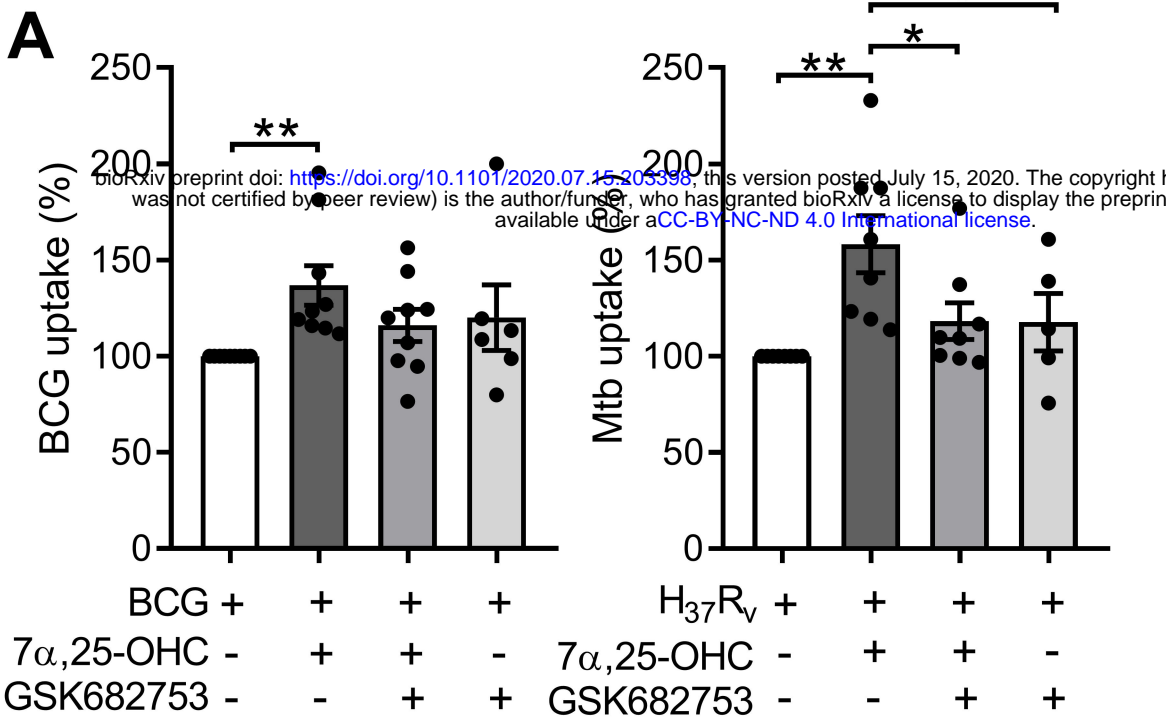 A
** *
250 250
**
200 200
bioRxiv preprint doi: https://doi.org/10.1101/2020.07.15.203398; this version posted July 15, 2020. The copyright h
was not certified by peer review) is the author/funder, who has granted bioRxiv a license to display the preprin
available under aCC-BY-NC-ND 4.0 International license.
BCG uptake (%) Mtb uptake (%)
150 150
100 100
50 50
0 0
BCG + + + + H37Rv + + + +
7α,25-OHC - + + - 7α,25-OHC - + + -
GSK682753 - - + + GSK682753 - - + +